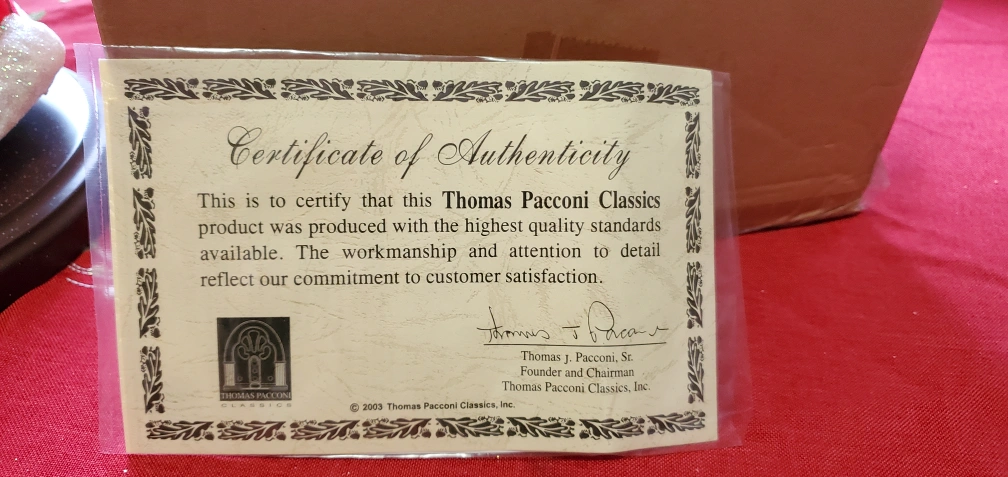 Certificate of Authenticity
This is to certify that this Thomas Pacconi Classics
product was produced with the highest quality standards
available. The workmanship and attention to detail
reflect our commitment to customer satisfaction.
Thomas J Pacconi
Thomas J. Pacconi, Sr.
Founder and Chairman
Thomas Pacconi Classics, Inc.
THOMAS PACCONI
CLASSICS
© 2003 Thomas Pacconi Classics, Inc.